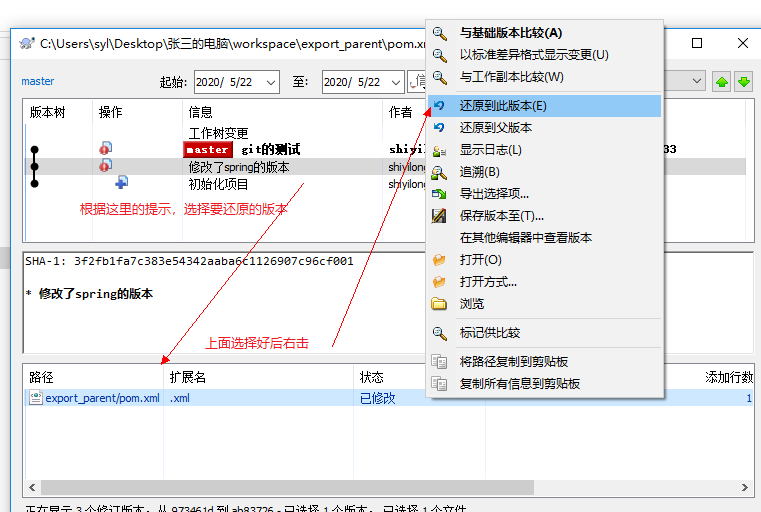 C:\Users\syl\Desktop\张三的电脑\workspace\export_parent\pom.x
master
起始: 2020/ 5/22 至: 2020/ 5/22
版本树 操作 信息 作者
工作树变更
master git的测试 shiyil 33
修改了spring的版本 shiyilong
初始化项目 shiyilong
根据这里的提示，选择要还原的版本
SHA-1: 3f2fb1fa7c383e54342aaba6c1126907c96cf001
* 修改了spring的版本
上面选择好后右击
路径 扩展名 状态 添加行数
export_parent/pom.xml .xml 已修改 1
正在显示 3 个修订版本，从 973461d 到 ab83726 - 已选择 1 个版本， 已选择 1 个文件
与基础版本比较(A)
以标准差异格式显示变更(U)
与工作副本比较(W)
还原到此版本(E)
还原到父版本
显示日志(L)
追溯(B)
导出选择项...
保存版本至(T)...
在其他编辑器中查看版本
打开(O)
打开方式...
浏览
标记供比较
将路径复制到剪贴板
复制所有信息到剪贴板